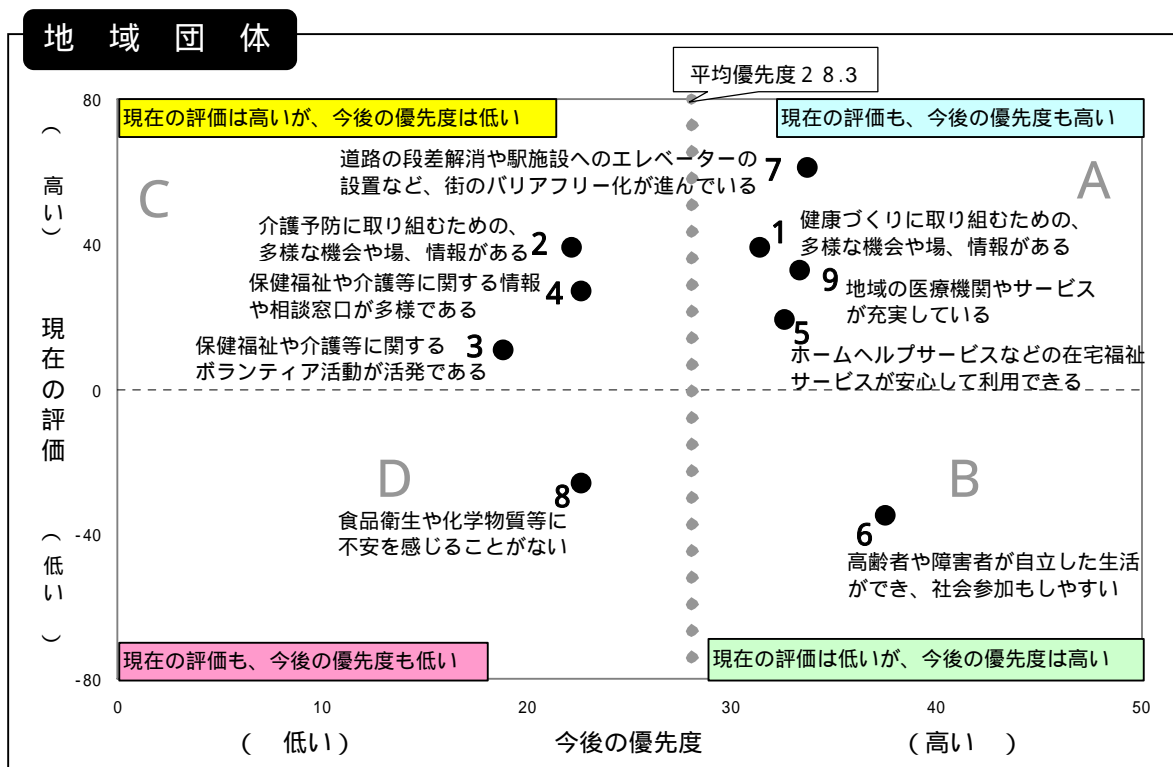 地域団体
平均優先度２８.３
80
現在の評価は高いが、今後の優先度は低い
現在の評価も、今後の優先度も高い
道路の段差解消や駅施設へのエレベーターの
設置など、街のバリアフリー化が進んでいる
7
C
A
介護予防に取り組むための、
多様な機会や場、情報がある
2
1
健康づくりに取り組むための、
多様な機会や場、情報がある
40
保健福祉や介護等に関する情報
や相談窓口が多様である
4
9
地域の医療機関やサービス
が充実している
保健福祉や介護等に関する
ボランティア活動が活発である
3
5
ホームヘルプサービスなどの在宅福祉
サービスが安心して利用できる
0
D
B
8
食品衛生や化学物質等に
不安を感じることがない
-40
6
高齢者や障害者が自立した生活
ができ、社会参加もしやすい
現在の評価も、今後の優先度も低い
現在の評価は低いが、今後の優先度は高い
-80
（高い）
現在の評価
（低い）
0 10 20 30 40 50
（低い） 今後の優先度 （高い）